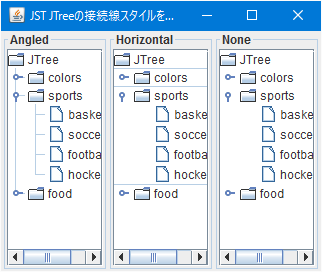 JST JTreeの接続線スタイルを...
Angled
JTree
colors
sports
baske
socce
footba
hocke
food
Horizontal
JTree
colors
sports
baske
socce
footba
hocke
food
None
JTree
colors
sports
baske
socce
footba
hocke
food